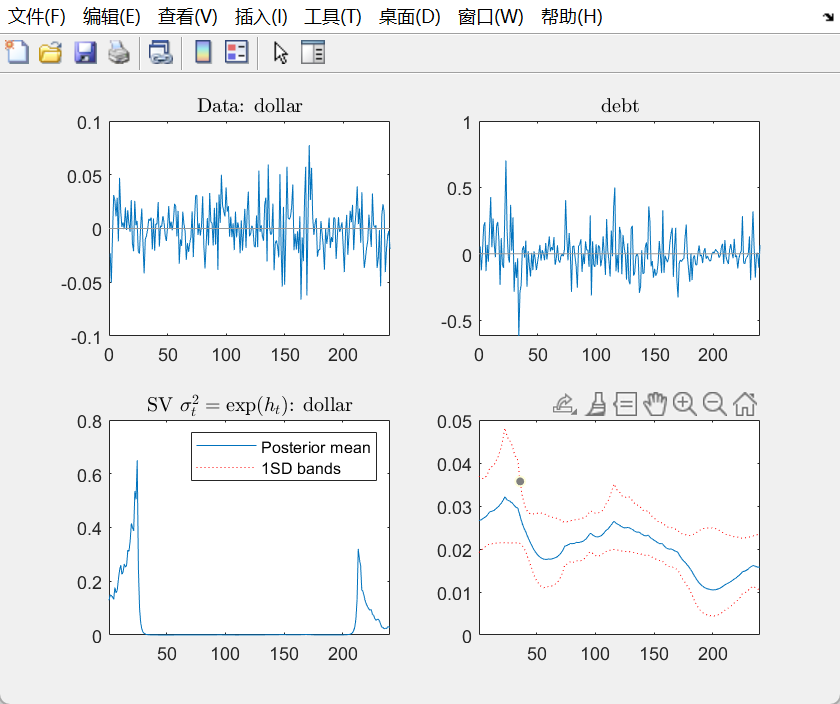 文件(F) 编辑(E) 查看(V) 插入(I) 工具(T) 桌面(D) 窗口(W) 帮助(H)
Data: dollar
0.1
0.05
0
-0.05
-0.1
0 50 100 150 200
debt
1
0.5
0
-0.5
0 50 100 150 200
SV σ_t^2 = exp(h_t): dollar
0.8
0.6
0.4
0.2
0
Posterior mean
1SD bands
50 100 150 200
0.05
0.04
0.03
0.02
0.01
0
50 100 150 200